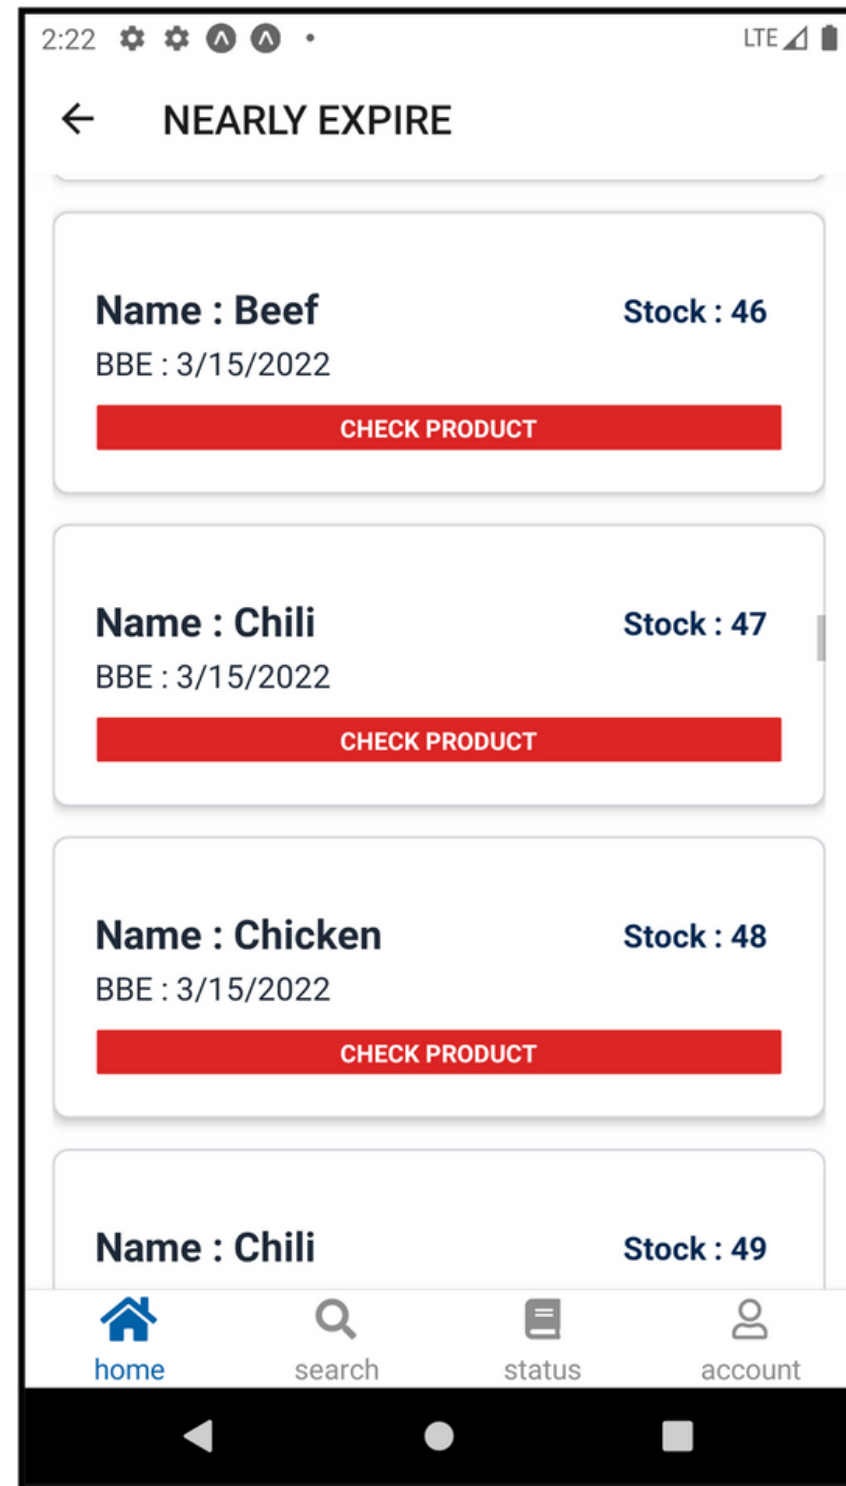 2:22 LTE
NEARLY EXPIRE
Name : Beef Stock : 46
BBE : 3/15/2022
CHECK PRODUCT
Name : Chili Stock : 47
BBE : 3/15/2022
CHECK PRODUCT
Name : Chicken Stock : 48
BBE : 3/15/2022
CHECK PRODUCT
Name : Chili Stock : 49
home search status account